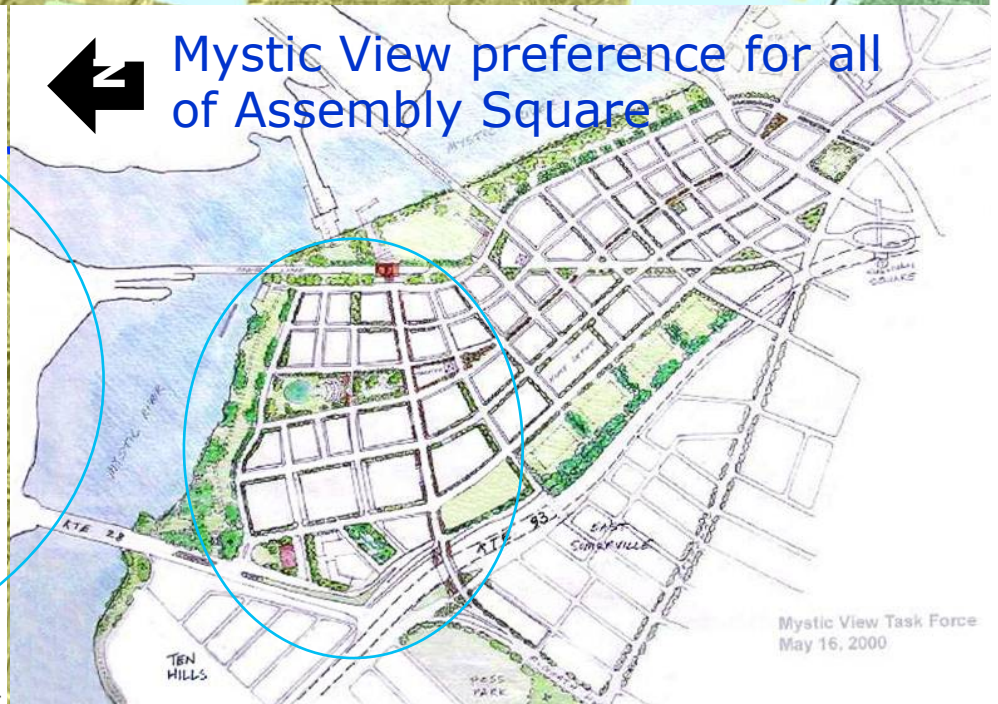 N
Mystic View preference for all
of Assembly Square
MYSTIC
MYSTIC RIVER
RTE 28
RTE 93
EAST
SOMERVILLE
SQUARE
TEN
HILLS
FOSS
PARK
Mystic View Task Force
May 16, 2000